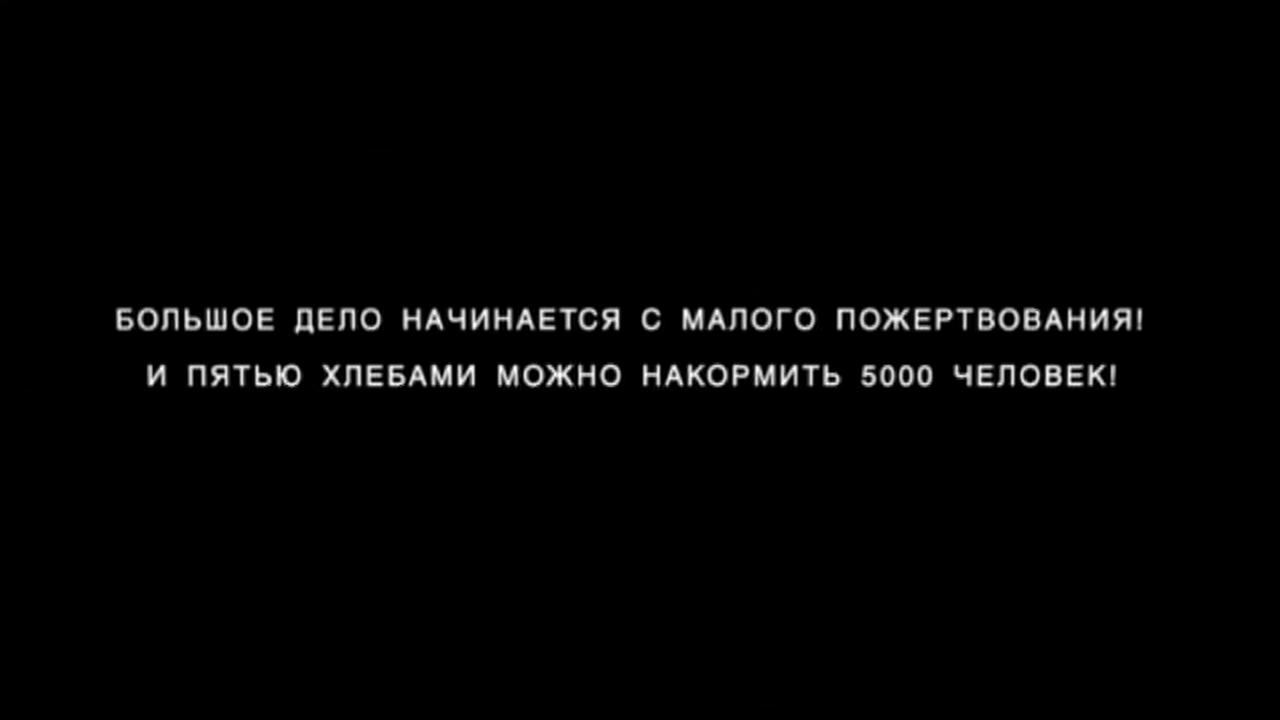 БОЛЬШОЕ ДЕЛО НАЧИНАЕТСЯ С МАЛОГО ПОЖЕРТВОВАНИЯ!
И ПЯТЬЮ ХЛЕБАМИ МОЖНО НАКОРМИТЬ 5000 ЧЕЛОВЕК!